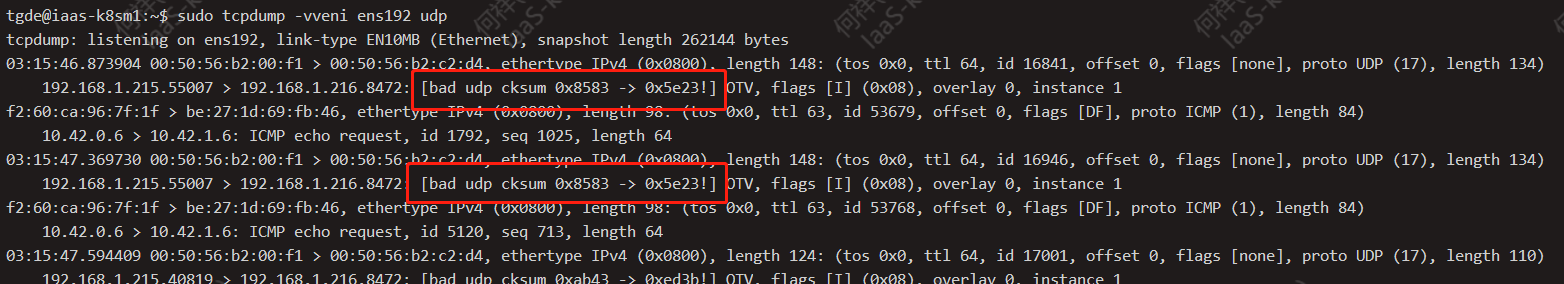 tgde@iaas-k8sm1:~$ sudo tcpdump -vveni ens192 udp
tcpdump: listening on ens192, link-type EN10MB (Ethernet), snapshot length 262144 bytes
03:15:46.873904 00:50:56:b2:00:f1 > 00:50:56:b2:c2:d4, ethertype IPv4 (0x0800), length 148: (tos 0x0, ttl 64, id 16841, offset 0, flags [none], proto UDP (17), length 134)
192.168.1.215.55007 > 192.168.1.216.8472: [bad udp cksum 0x8583 -> 0x5e23!] OTV, flags [I] (0x08), overlay 0, instance 1
f2:60:ca:96:7f:1f > be:27:1d:69:fb:46, ethertype IPv4 (0x0800), length 98: (tos 0x0, ttl 63, id 53679, offset 0, flags [DF], proto ICMP (1), length 84)
10.42.0.6 > 10.42.1.6: ICMP echo request, id 1792, seq 1025, length 64
03:15:47.369730 00:50:56:b2:00:f1 > 00:50:56:b2:c2:d4, ethertype IPv4 (0x0800), length 148: (tos 0x0, ttl 64, id 16946, offset 0, flags [none], proto UDP (17), length 134)
192.168.1.215.55007 > 192.168.1.216.8472: [bad udp cksum 0x8583 -> 0x5e23!] OTV, flags [I] (0x08), overlay 0, instance 1
f2:60:ca:96:7f:1f > be:27:1d:69:fb:46, ethertype IPv4 (0x0800), length 98: (tos 0x0, ttl 63, id 53768, offset 0, flags [DF], proto ICMP (1), length 84)
10.42.0.6 > 10.42.1.6: ICMP echo request, id 5120, seq 713, length 64
03:15:47.594409 00:50:56:b2:00:f1 > 00:50:56:b2:c2:d4, ethertype IPv4 (0x0800), length 124: (tos 0x0, ttl 64, id 17001, offset 0, flags [none], proto UDP (17), length 110)
192.168.1.215.40819 > 192.168.1.216.8472: [bad udp cksum 0xab43 -> 0xed3b!] OTV, flags [I] (0x08), overlay 0, instance 1